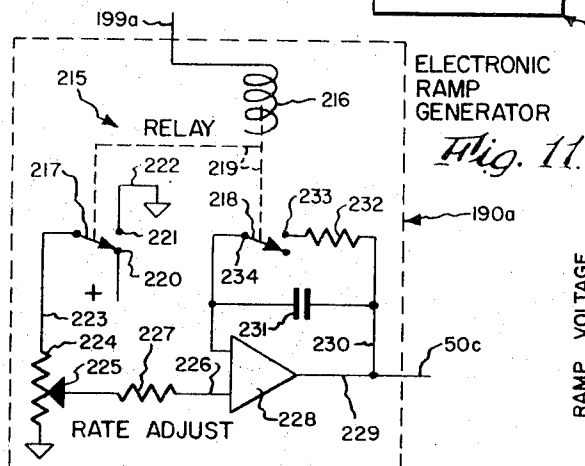 199a
ELECTRONIC
RAMP
GENERATOR
Fig. 11.
215
216
RELAY
217
222
219
218
233
232
190a
221
220
234
+
223
231
230
224
227
225
226
50c
228
229
RATE ADJUST
RAMP VOLTAGE